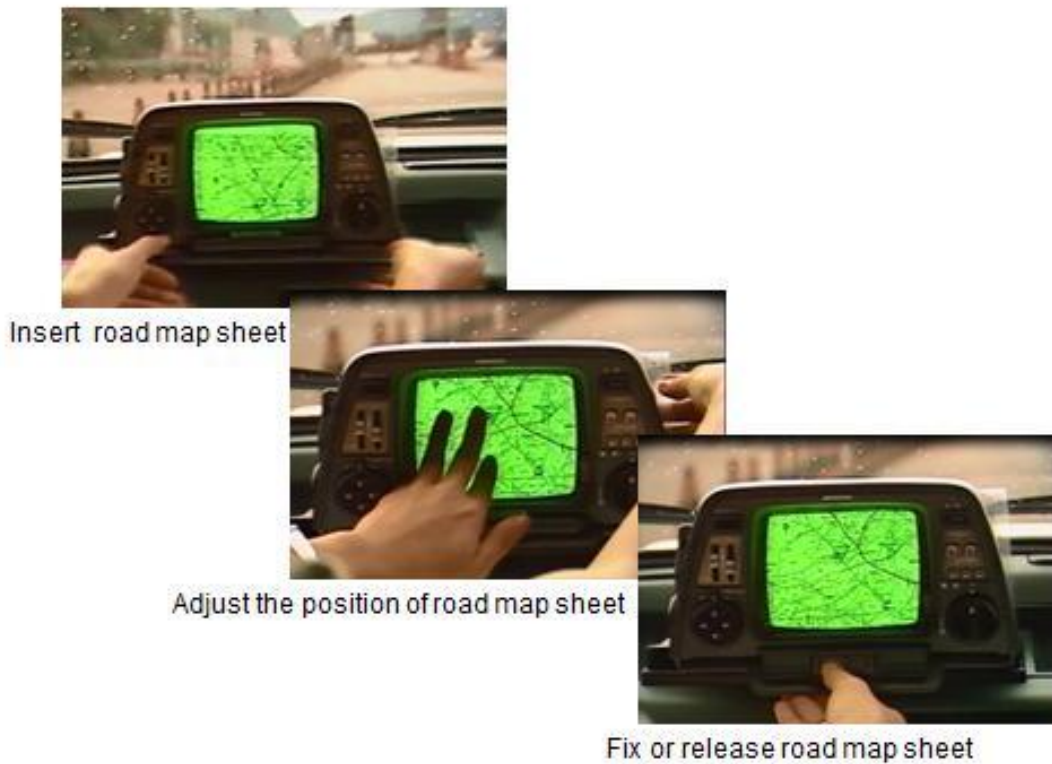 Insert road map sheet
Adjust the position of road map sheet
Fix or release road map sheet